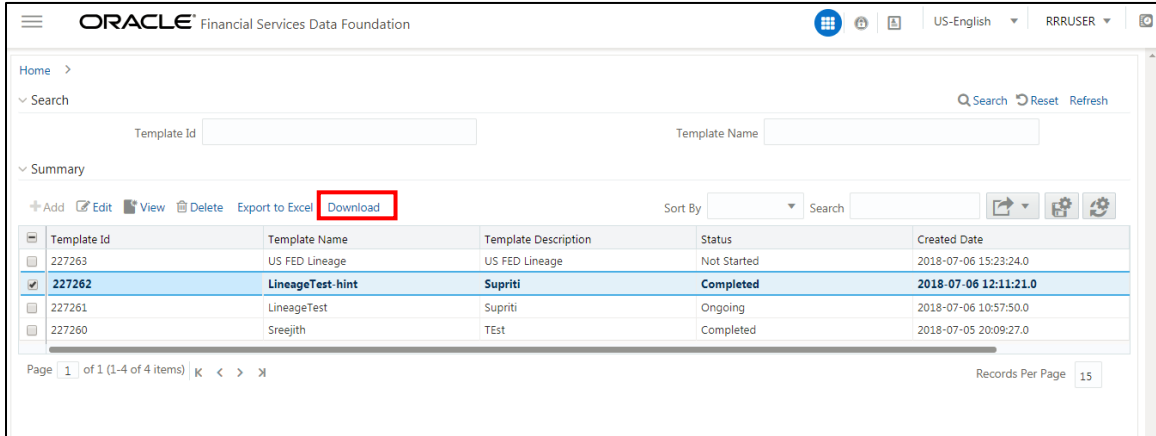 ORACLE® Financial Services Data Foundation US-English RRRUSER
Home >
Search Search Reset Refresh
Template Id Template Name
Summary
Add Edit View Delete Export to Excel Download Sort By Search
Template Id Template Name Template Description Status Created Date
227263 US FED Lineage US FED Lineage Not Started 2018-07-06 15:23:24.0
227262 LineageTest-hint Supriti Completed 2018-07-06 12:11:21.0
227261 LineageTest Supriti Ongoing 2018-07-06 10:57:50.0
227260 Sreejith TEst Completed 2018-07-05 20:09:27.0
Page 1 of 1 (1-4 of 4 items) Records Per Page 15